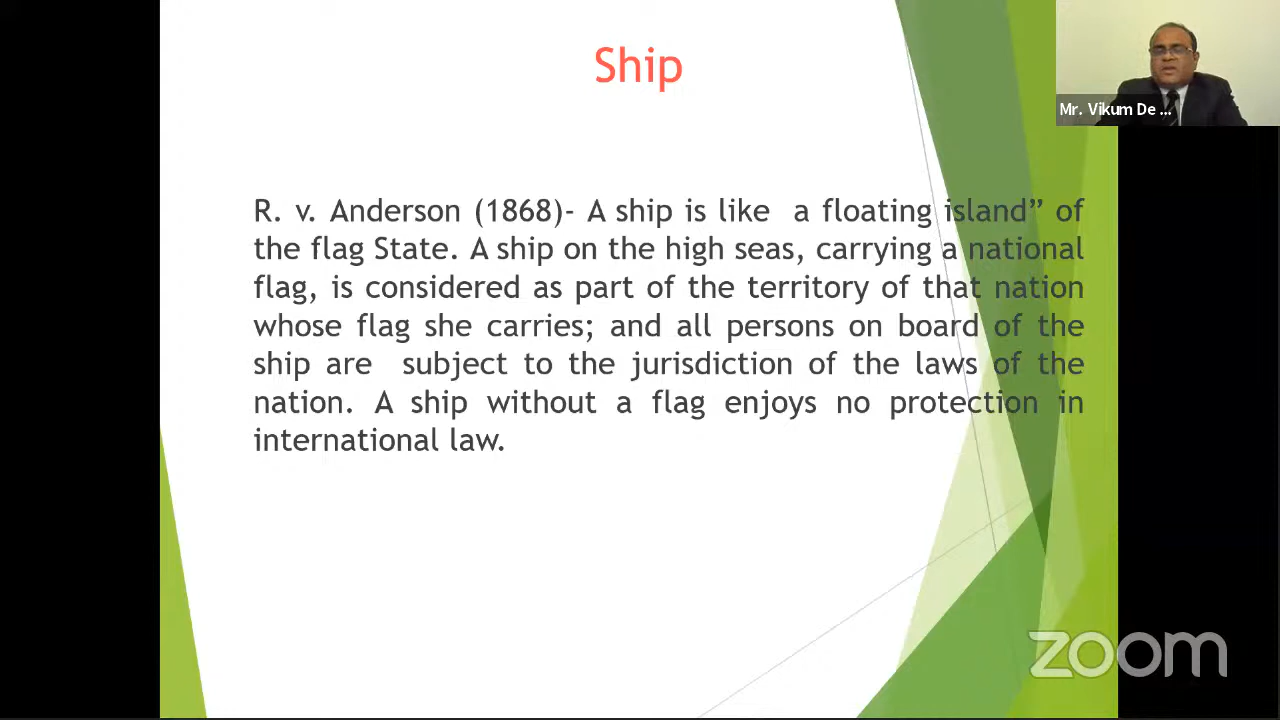 Ship
Mr. Vikum De ...
R. v. Anderson (1868)- A ship is like a floating island” of
the flag State. A ship on the high seas, carrying a national
flag, is considered as part of the territory of that nation
whose flag she carries; and all persons on board of the
ship are subject to the jurisdiction of the laws of the
nation. A ship without a flag enjoys no protection in
international law.
zoom